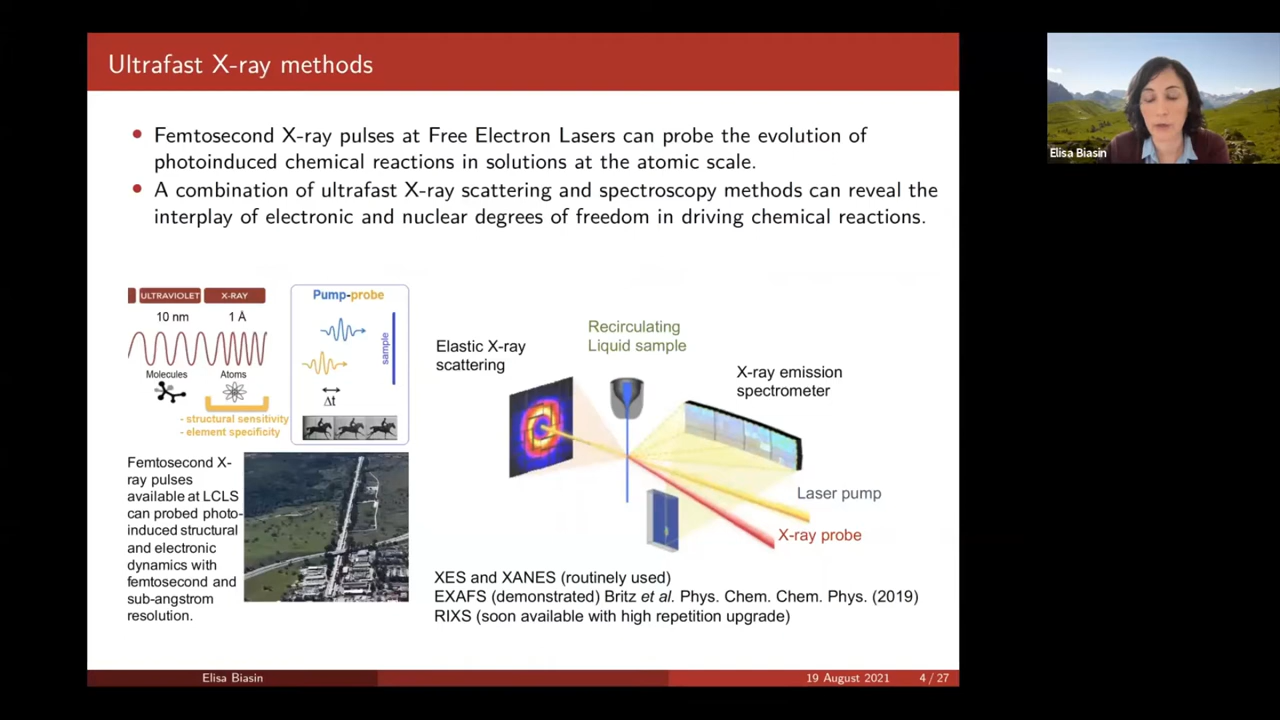 Ultrafast X-ray methods
Femtosecond X-ray pulses at Free Electron Lasers can probe the evolution of
photoinduced chemical reactions in solutions at the atomic scale.
A combination of ultrafast X-ray scattering and spectroscopy methods can reveal the
interplay of electronic and nuclear degrees of freedom in driving chemical reactions.
ULTRAVIOLET
X-RAY
10 nm
1 Å
Molecules
Atoms
- structural sensitivity
- element specificity
Pump-probe
sample
Δt
Femtosecond X-
ray pulses
available at LCLS
can probed photo-
induced structural
and electronic
dynamics with
femtosecond and
sub-angstrom
resolution.
Elastic X-ray
scattering
Recirculating
Liquid sample
X-ray emission
spectrometer
Laser pump
X-ray probe
XES and XANES (routinely used)
EXAFS (demonstrated) Britz et al. Phys. Chem. Chem. Phys. (2019)
RIXS (soon available with high repetition upgrade)
Elisa Biasin
19 August 2021
4 / 27
Elisa Biasin